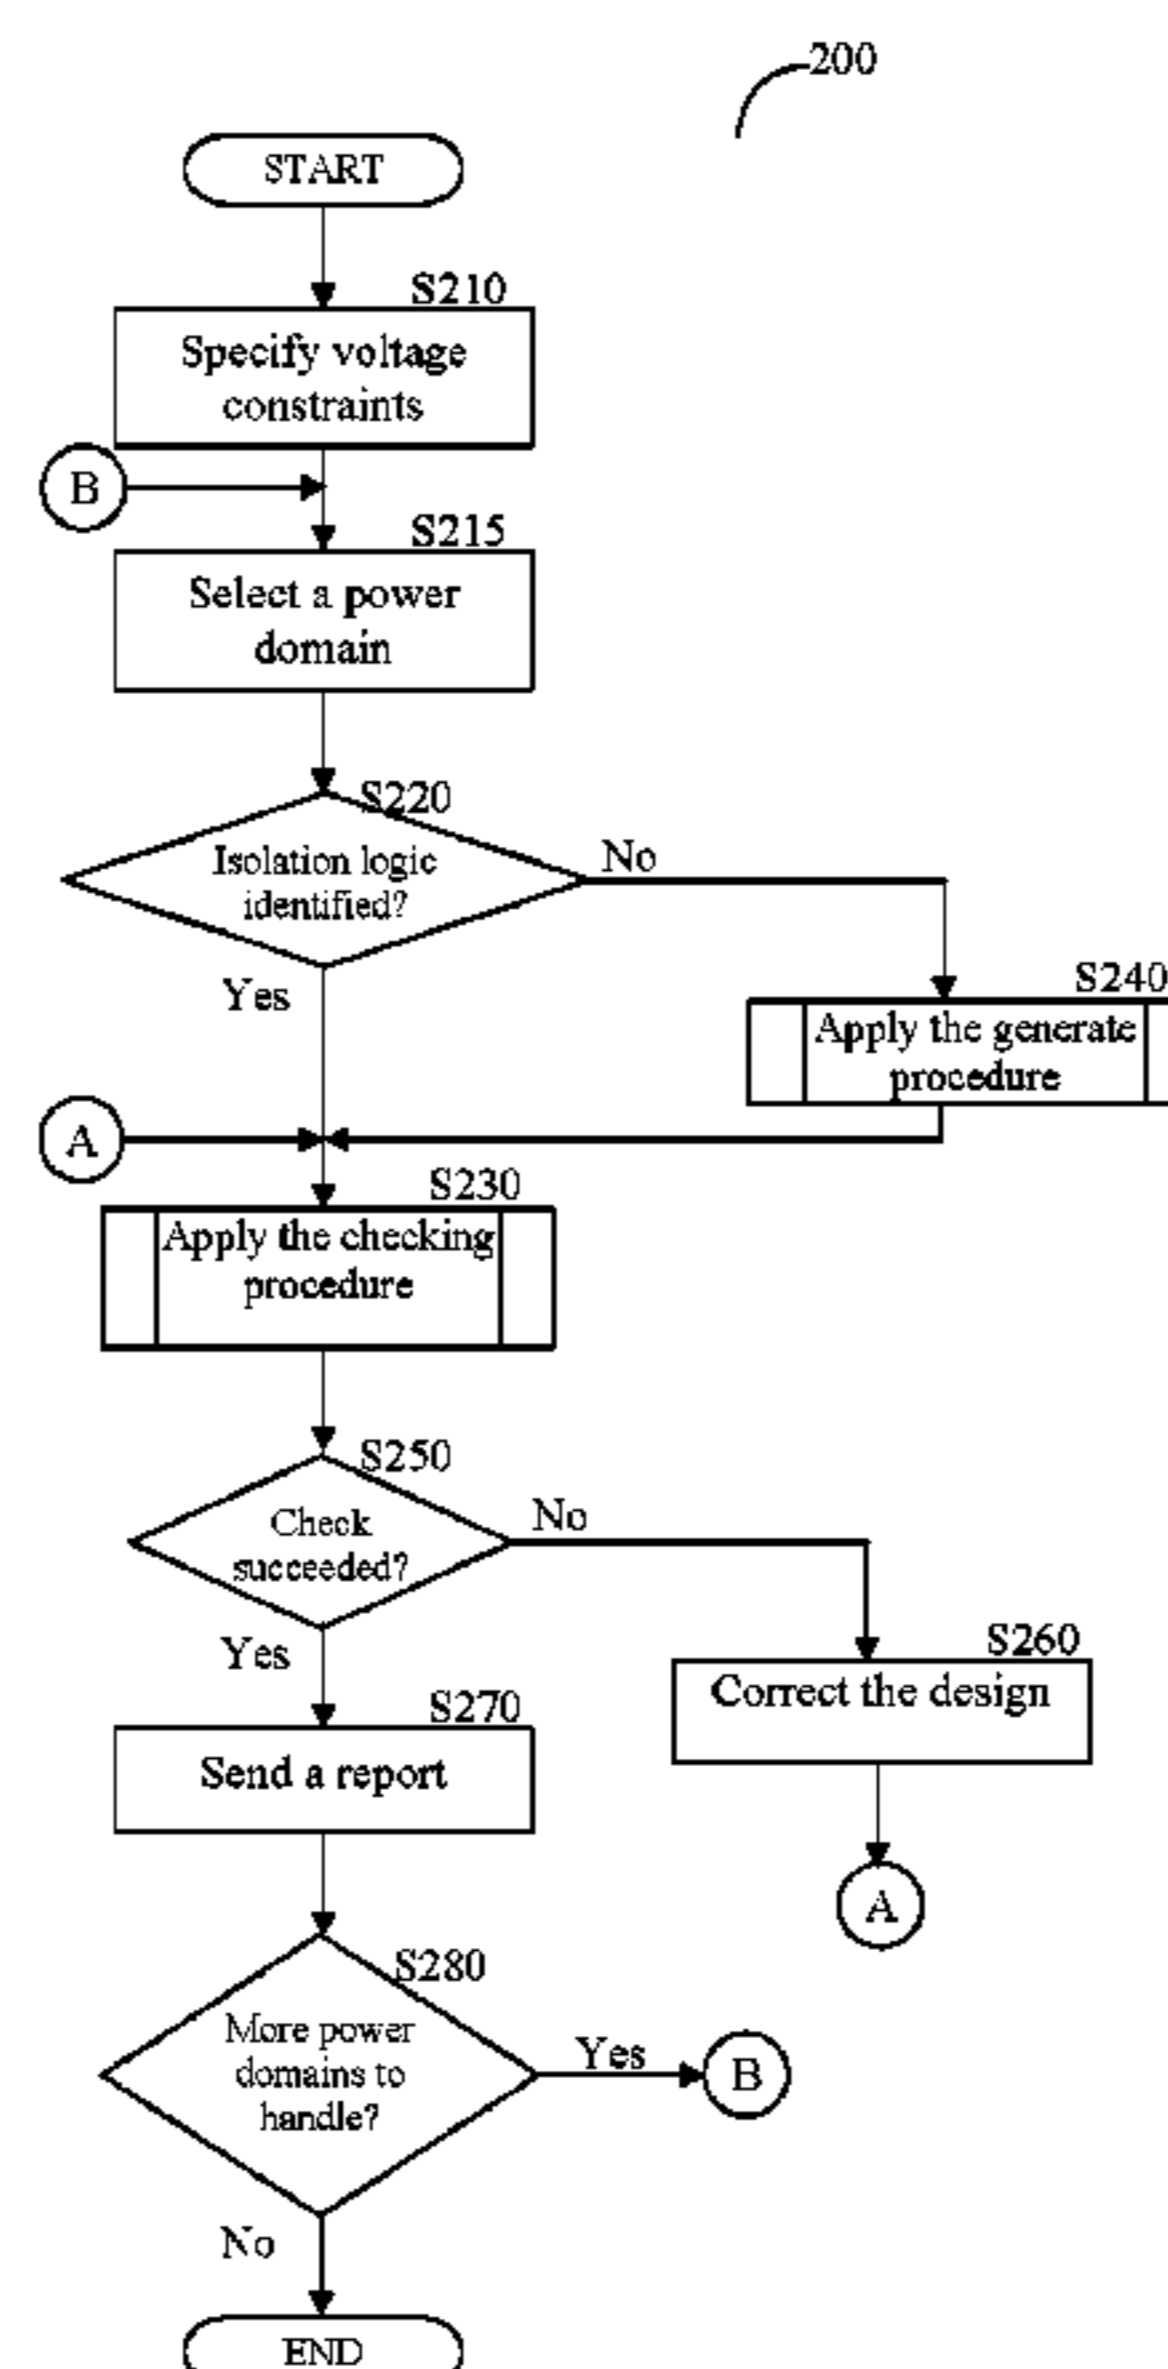 200
START
S210
Specify voltage
constraints
B
S215
Select a power
domain
S220
Isolation logic
identified?
No
Yes
S240
Apply the generate
procedure
A
S230
Apply the checking
procedure
S250
Check
succeeded?
No
Yes
S260
Correct the design
S270
Send a report
A
S280
More power
domains to
handle?
Yes
B
No
END